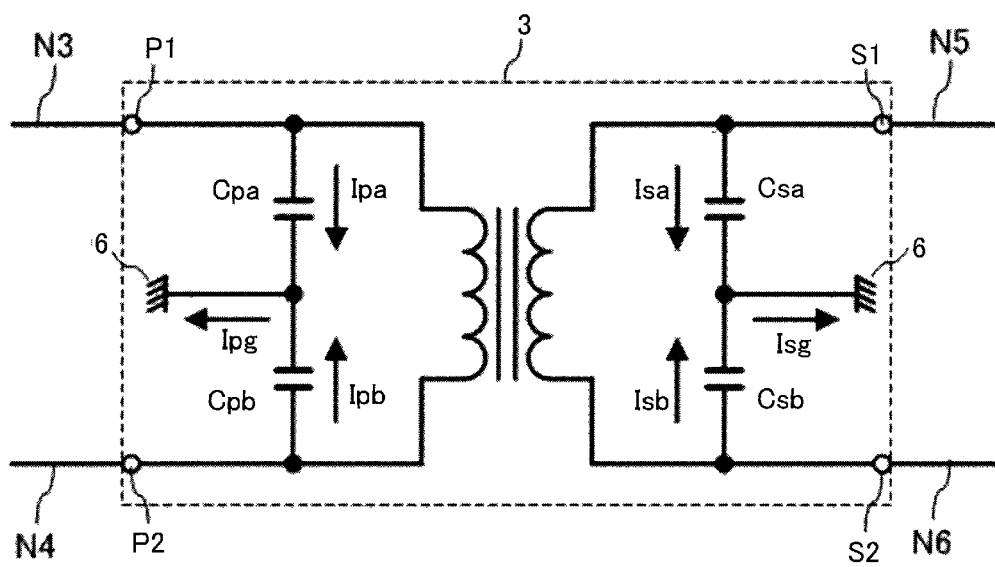 3
N3
P1
S1
N5
Cpa
Ipa
Isa
Csa
6
6
Ipg
Isg
Cpb
Ipb
Isb
Csb
N4
P2
S2
N6